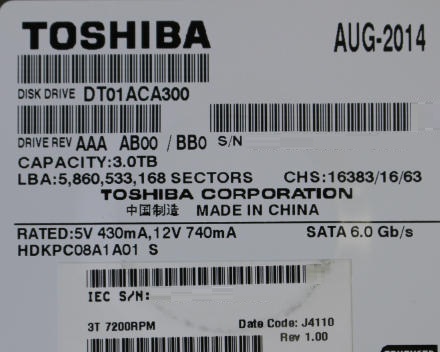 TOSHIBA AUG-2014
DISK DRIVE DT01ACA300
DRIVE REV AAA AB00 / BB0 S/N
CAPACITY:3.0TB
LBA:5,860,533,168 SECTORS CHS:16383/16/63
TOSHIBA CORPORATION
中国制造 MADE IN CHINA
RATED:5V 430mA,12V 740mA SATA 6.0 Gb/s
HDKPC08A1A01 S
IEC S/N:
3T 7200RPM Date Code: J4110
Rev 1.00